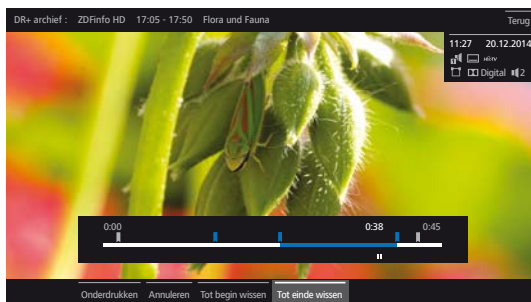 DR+ archief : ZDFinfo HD 17:05 - 17:50 Flora und Fauna
Terug
11:27 20.12.2014
HbbTV
Digital 2
0:00 0:38 0:45
Onderdrukken Annuleren Tot begin wissen Tot einde wissen